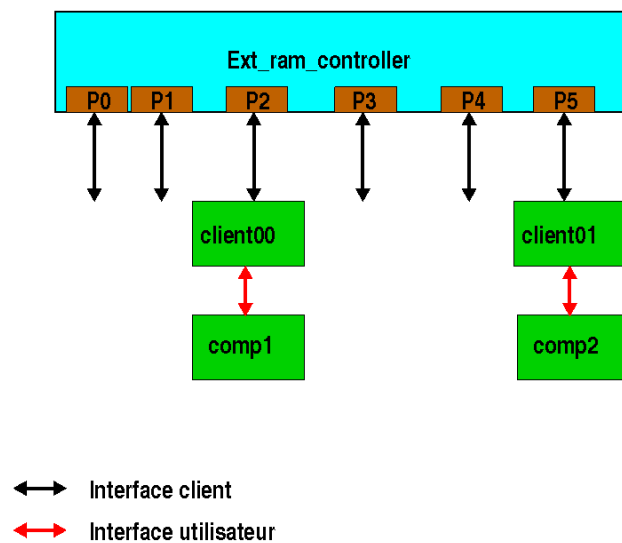 Ext_ram_controller
P0 P1 P2 P3 P4 P5
client00 client01
comp1 comp2
Interface client
Interface utilisateur